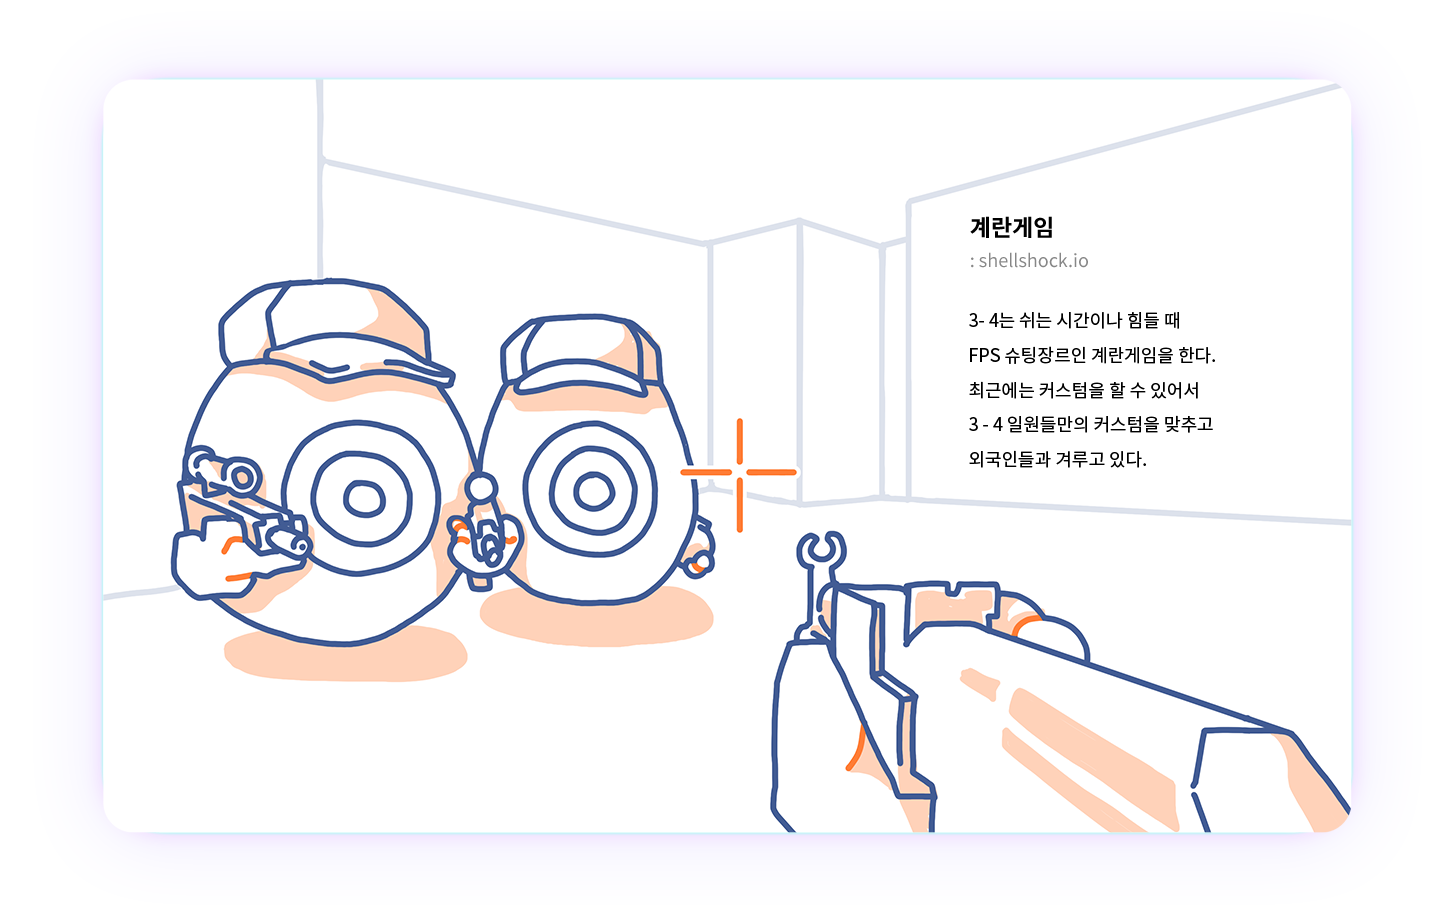 계란게임
: shellshock.io
3- 4는 쉬는 시간이나 힘들 때
FPS 슈팅장르인 계란게임을 한다.
최근에는 커스텀을 할 수 있어서
3 - 4 일원들만의 커스텀을 맞추고
외국인들과 겨루고 있다.